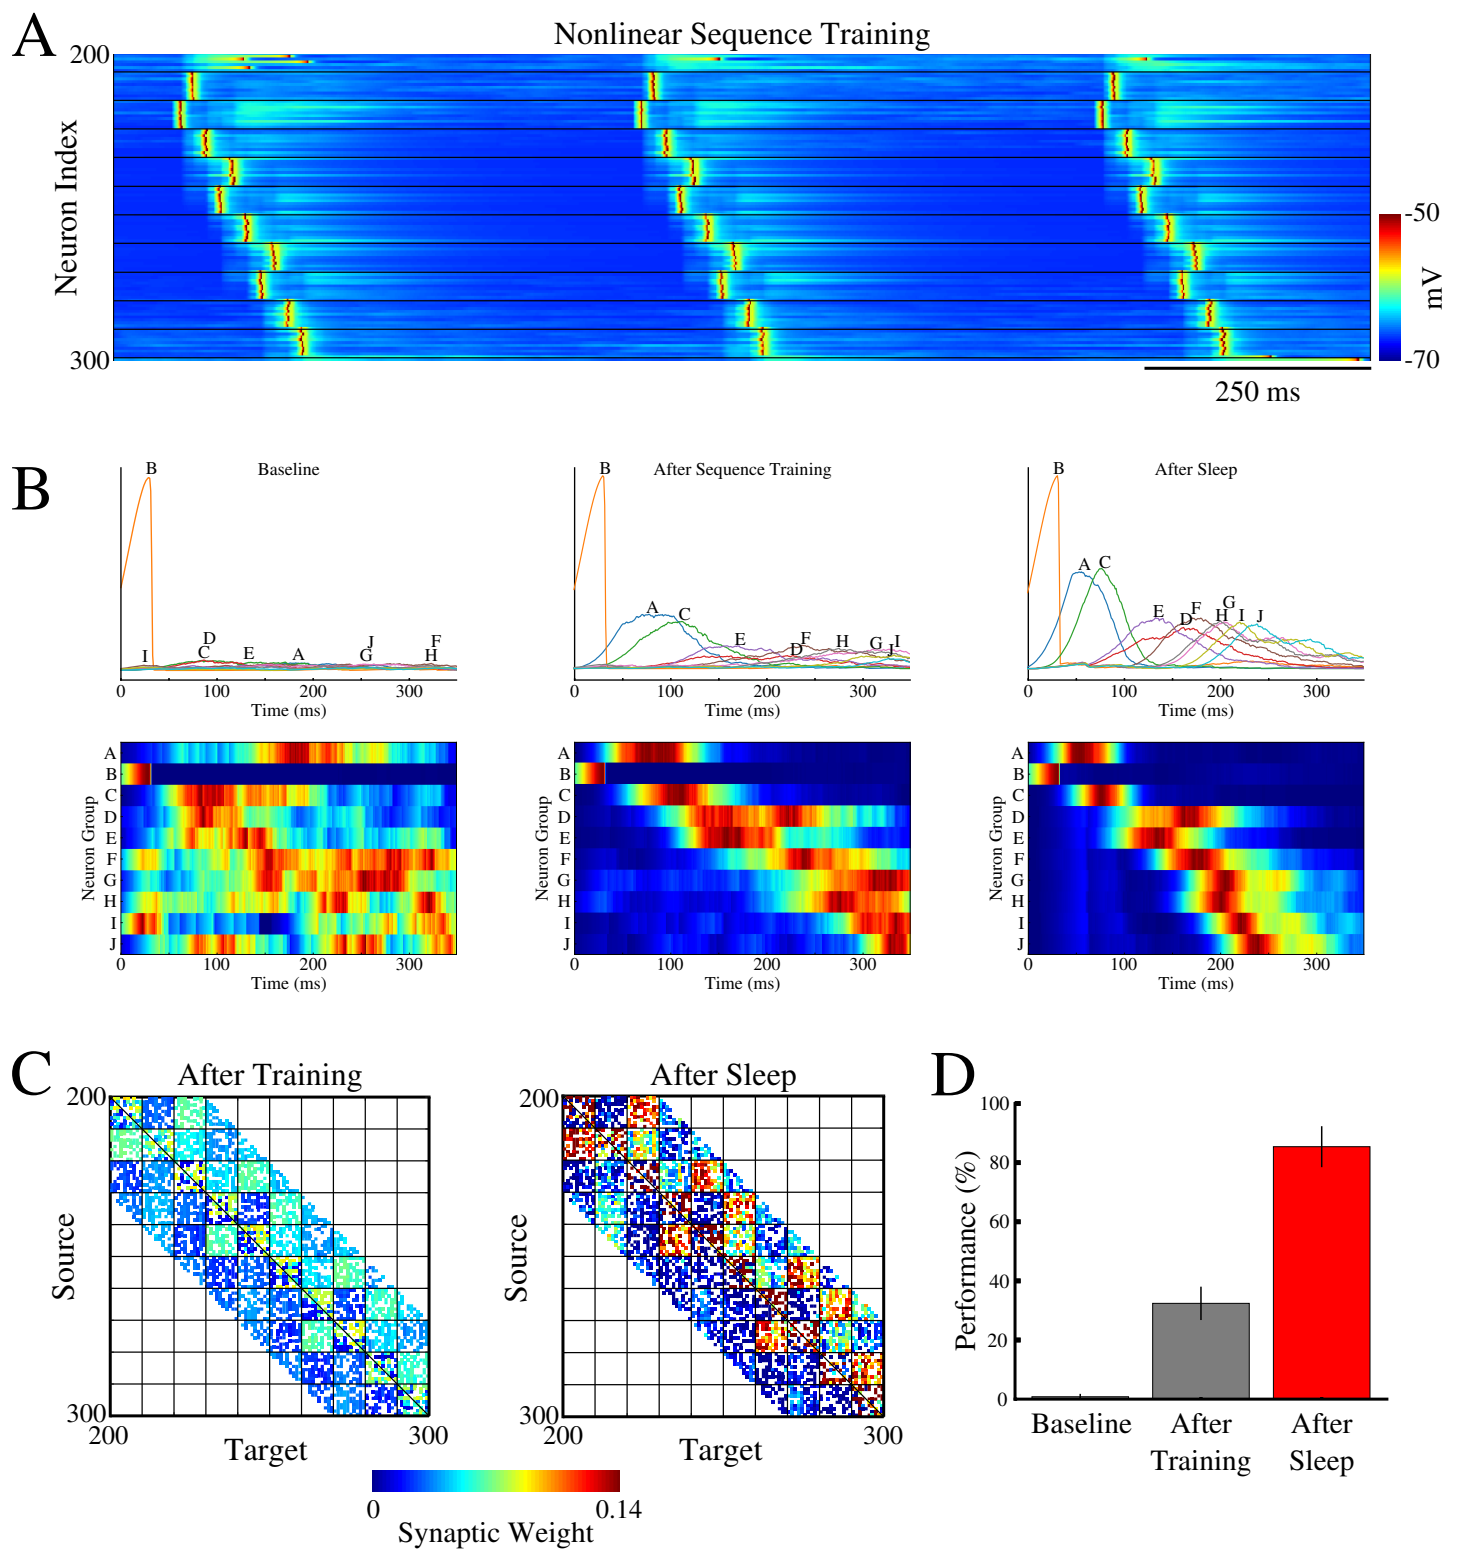 A
Nonlinear Sequence Training
200
300
Neuron Index
-50
-70
mV
250 ms
B
B
Baseline
I
D
C
E
A
J
G
F
H
0 100 200 300
Time (ms)
B
After Sequence Training
A
C
E
D
F
H
G
J
I
0 100 200 300
Time (ms)
B
After Sleep
A
C
E
D
F
H
G
I
J
0 100 200 300
Time (ms)
A
B
C
D
E
F
G
H
I
J
Neuron Group
0 100 200 300
Time (ms)
A
B
C
D
E
F
G
H
I
J
Neuron Group
0 100 200 300
Time (ms)
A
B
C
D
E
F
G
H
I
J
Neuron Group
0 100 200 300
Time (ms)
C
After Training
200
300
Source
200 300
Target
After Sleep
200
300
Source
200 300
Target
0 0.14
Synaptic Weight
D
100
80
60
40
20
0
Performance (%)
Baseline
After
Training
After
Sleep